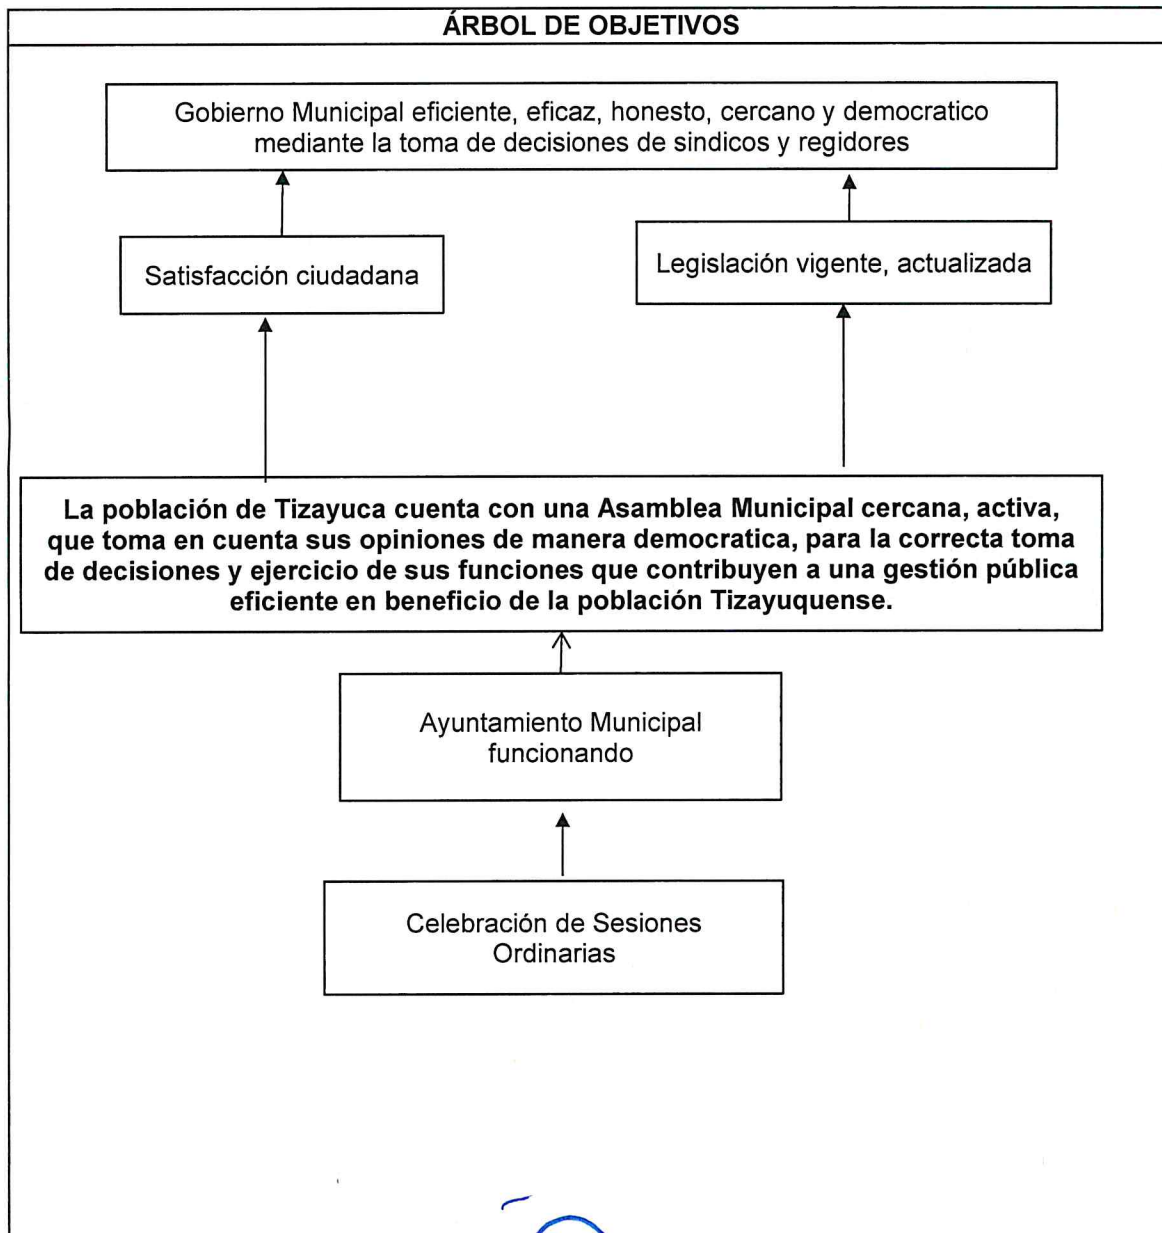 ÁRBOL DE OBJETIVOS
Gobierno Municipal eficiente, eficaz, honesto, cercano y democratico
mediante la toma de decisiones de sindicos y regidores
Satisfacción ciudadana
Legislación vigente, actualizada
La población de Tizayuca cuenta con una Asamblea Municipal cercana, activa,
que toma en cuenta sus opiniones de manera democratica, para la correcta toma
de decisiones y ejercicio de sus funciones que contribuyen a una gestión pública
eficiente en beneficio de la población Tizayuquense.
Ayuntamiento Municipal
funcionando
Celebración de Sesiones
Ordinarias